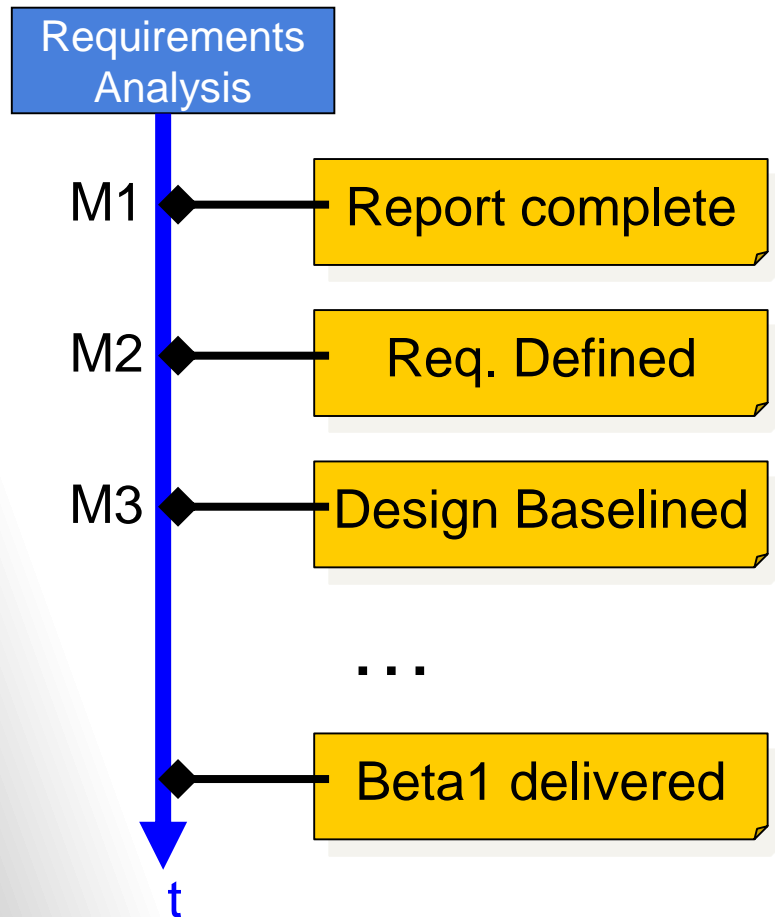 Requirements
Analysis
M1
Report complete
M2
Req. Defined
M3
Design Baselined
...
Beta1 delivered
t